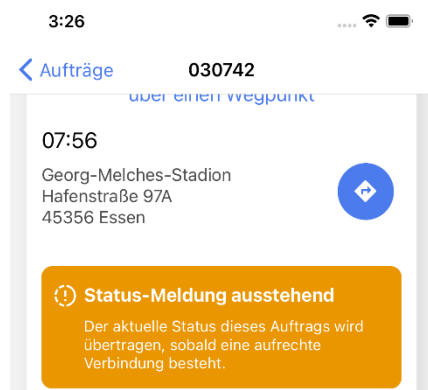 3:26
Aufträge
030742
über einen Wegpunkt
07:56
Georg-Melches-Stadion
Hafenstraße 97A
45356 Essen
Status-Meldung ausstehend
Der aktuelle Status dieses Auftrags wird
übertragen, sobald eine aufrechte
Verbindung besteht.